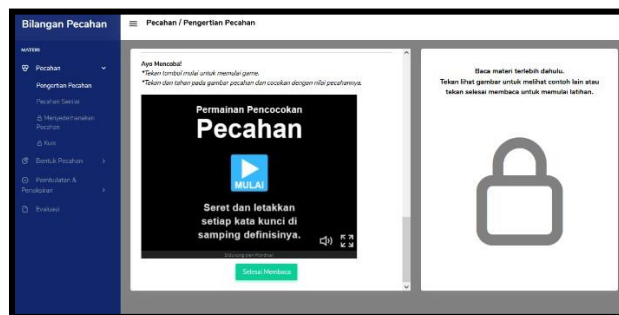 Bilangan Pecahan
Pecahan / Pengertian Pecahan
MATERI
Pecahan
Pengertian Pecahan
Pecahan Senilai
Menyederhanakan
Pecahan
Kuis
Bentuk Pecahan
Pembulatan &
Penaksiran
Evaluasi
Ayo Mencoba!
*Tekan tombol mulai untuk memulai game.
*Tekan dan tahan pada gambar pecahan dan cocokan dengan nilai pecahannya.
Permainan Pencocokan
Pecahan
MULAI
Seret dan letakkan
setiap kata kunci di
samping definisinya.
Selesai Membaca
Baca materi terlebih dahulu.
Tekan lihat gambar untuk melihat contoh lain atau
tekan selesai membaca untuk memulai latihan.